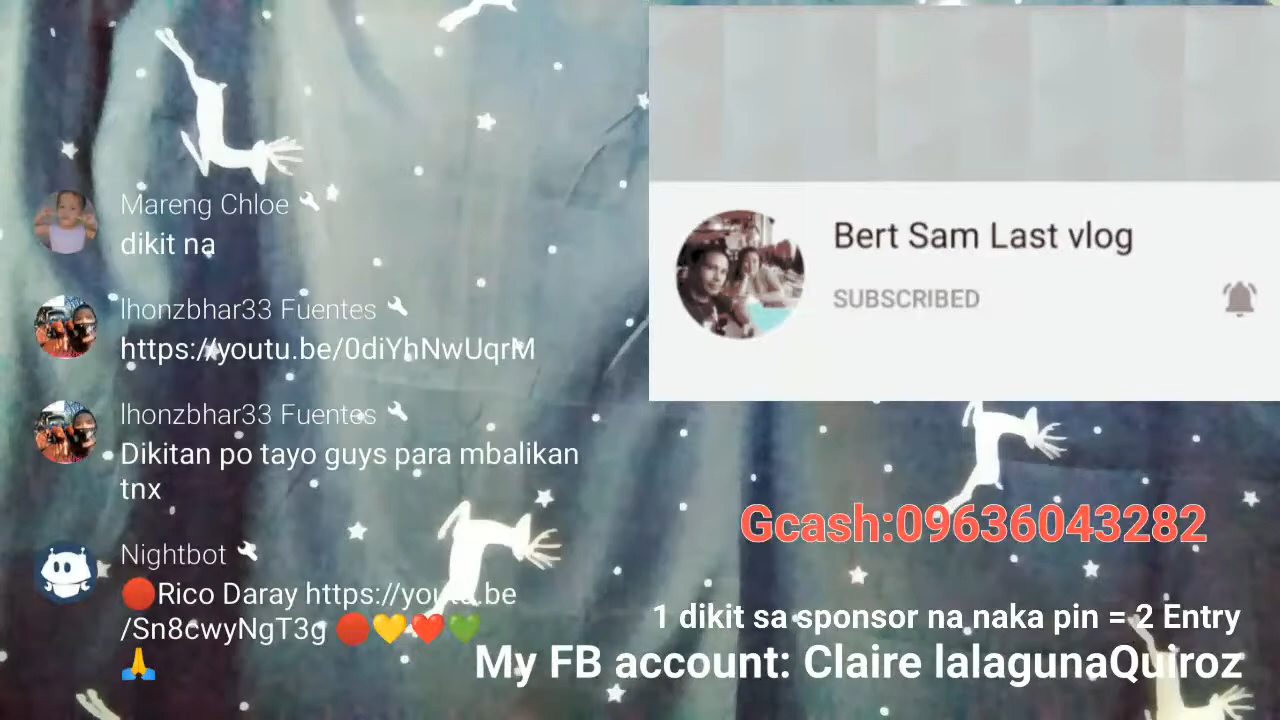 Mareng Chloe
dikit na
lhonzbhar33 Fuentes
https://youtu.be/0diYhNwUqrM
lhonzbhar33 Fuentes
Dikitan po tayo guys para mbalikan
tnx
Nightbot
🔴Rico Daray https://youtu.be
/Sn8cwyNgT3g 🔴💛❤️💚
🙏
Bert Sam Last vlog
SUBSCRIBED
Gcash:09636043282
1 dikit sa sponsor na naka pin = 2 Entry
My FB account: Claire lalagunaQuiroz